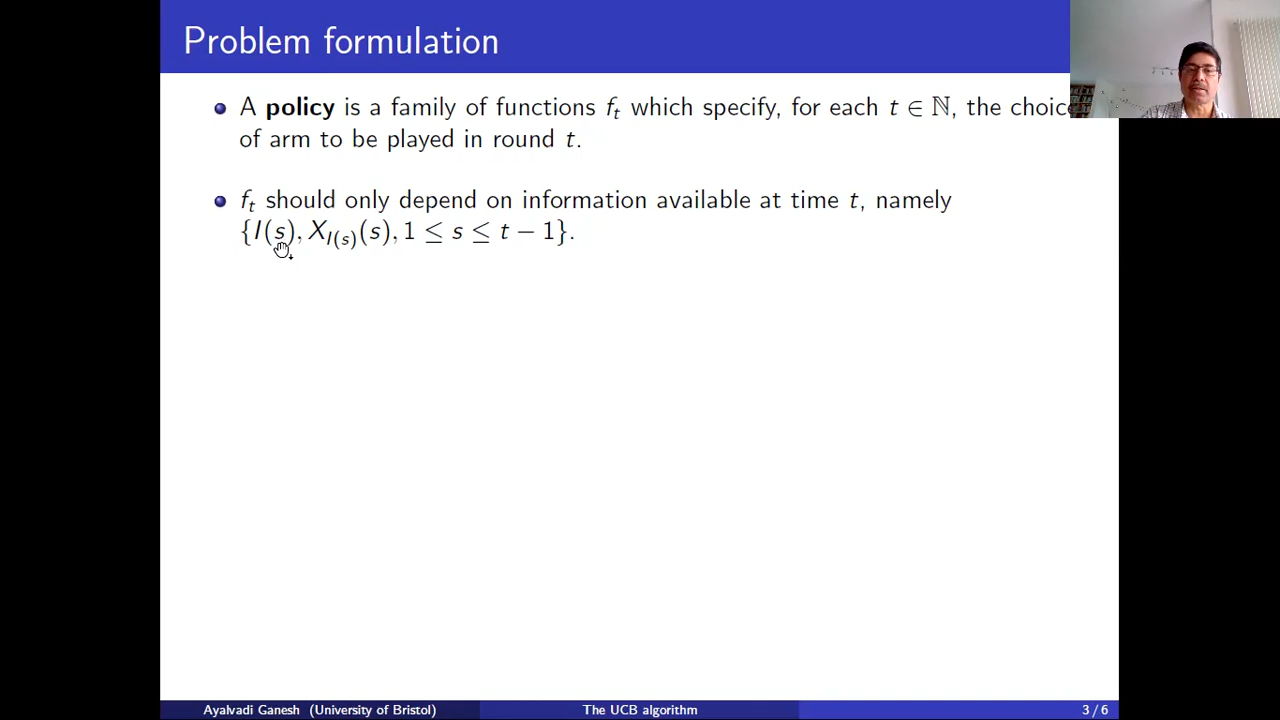 Problem formulation
A policy is a family of functions f_t which specify, for each t ∈ ℕ, the choic
of arm to be played in round t.
f_t should only depend on information available at time t, namely
{I(s), X_{I(s)}(s), 1 ≤ s ≤ t − 1}.
Ayalvadi Ganesh (University of Bristol) The UCB algorithm 3 / 6